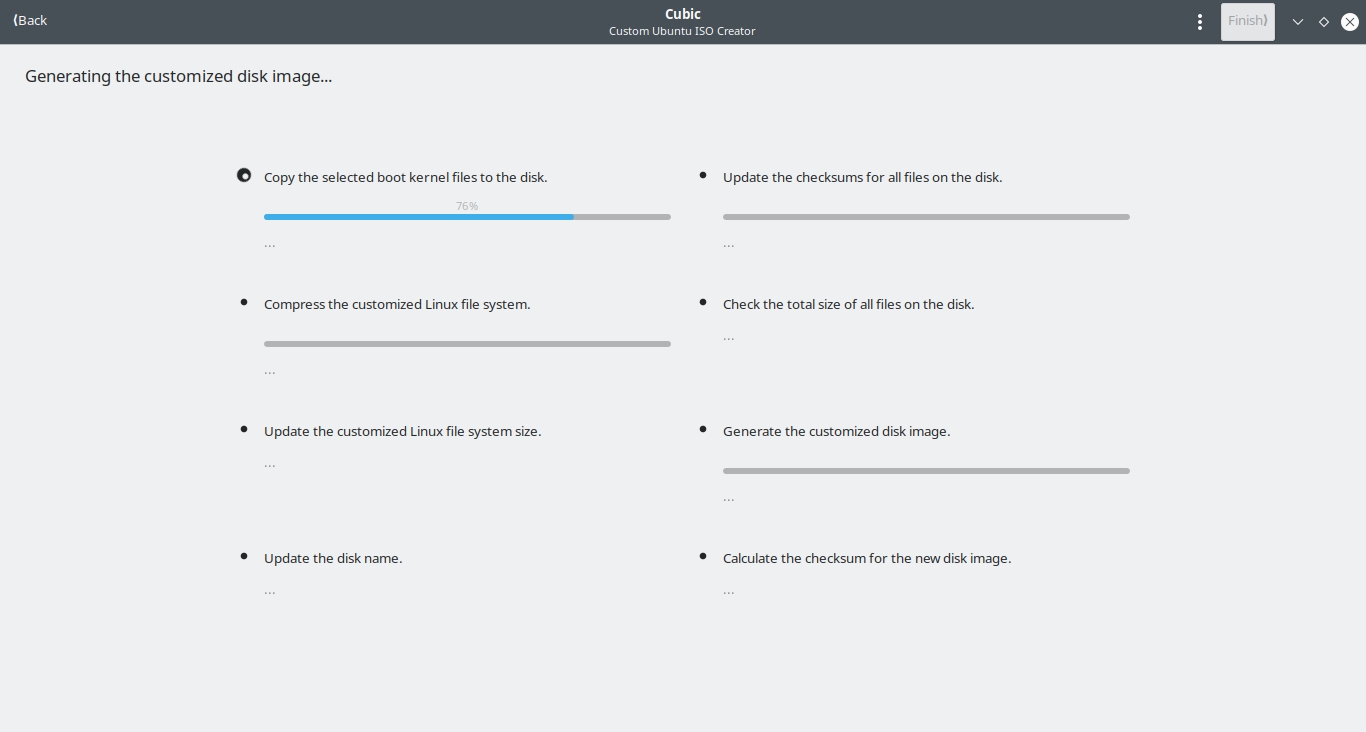 ⟨Back
Cubic
Custom Ubuntu ISO Creator
Finish⟩
Generating the customized disk image...
Copy the selected boot kernel files to the disk.
76%
...
Compress the customized Linux file system.
...
Update the customized Linux file system size.
...
Update the disk name.
...
Update the checksums for all files on the disk.
...
Check the total size of all files on the disk.
...
Generate the customized disk image.
...
Calculate the checksum for the new disk image.
...